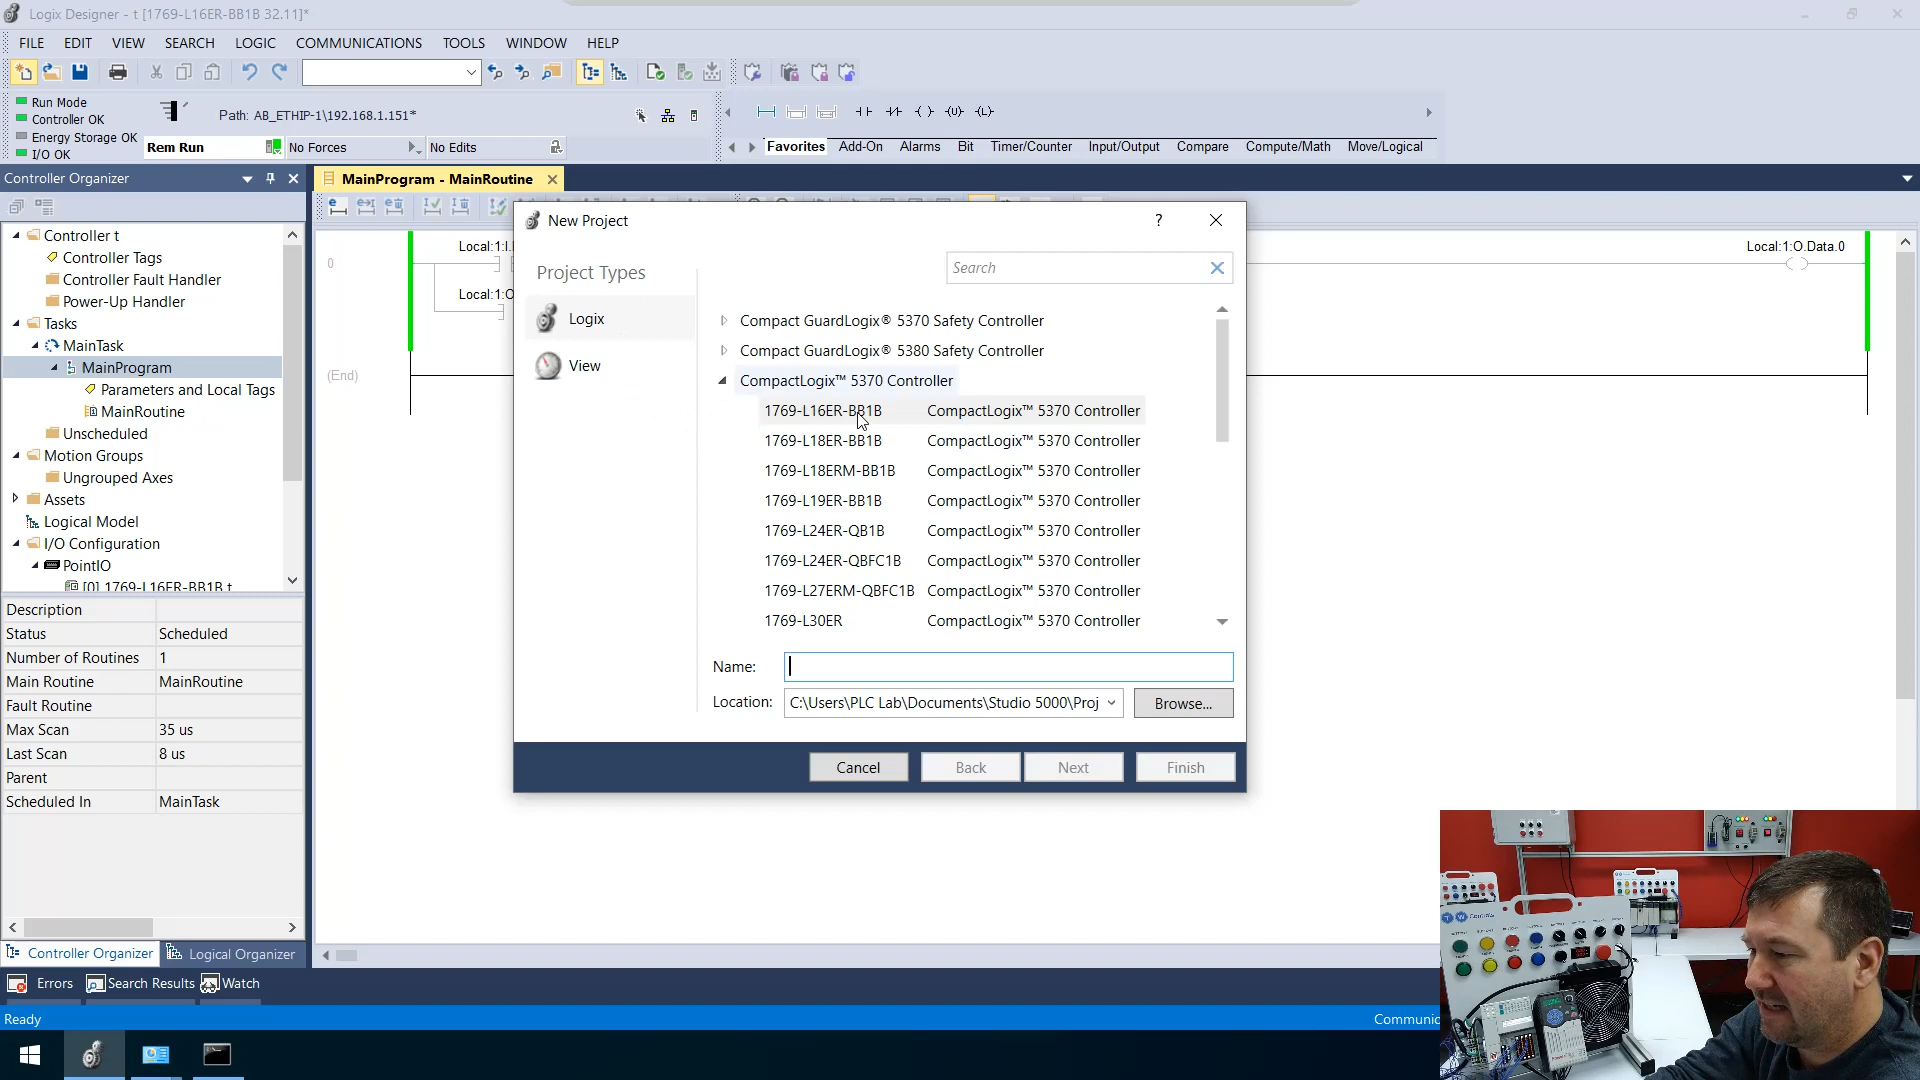 Logix Designer - t [1769-L16ER-BB1B 32.11]*
FILE EDIT VIEW SEARCH LOGIC COMMUNICATIONS TOOLS WINDOW HELP
Run Mode
Controller OK
Energy Storage OK
I/O OK
Path: AB_ETHIP-1\192.168.1.151*
Rem Run
No Forces
No Edits
Favorites Add-On Alarms Bit Timer/Counter Input/Output Compare Compute/Math Move/Logical
Controller Organizer
MainProgram - MainRoutine
Controller t
Controller Tags
Controller Fault Handler
Power-Up Handler
Tasks
MainTask
MainProgram
Parameters and Local Tags
MainRoutine
Unscheduled
Motion Groups
Ungrouped Axes
Assets
Logical Model
I/O Configuration
PointIO
[0] 1769-L16ER-BB1B t
Description
Status Scheduled
Number of Routines 1
Main Routine MainRoutine
Fault Routine
Max Scan 35 us
Last Scan 8 us
Parent
Scheduled In MainTask
Controller Organizer
Logical Organizer
Errors
Search Results
Watch
Ready
Communic
0
(End)
Local:1:I.
Local:1:O
Local:1:O.Data.0
New Project
?
Project Types
Logix
View
Search
Compact GuardLogix® 5370 Safety Controller
Compact GuardLogix® 5380 Safety Controller
CompactLogix™ 5370 Controller
1769-L16ER-BB1B CompactLogix™ 5370 Controller
1769-L18ER-BB1B CompactLogix™ 5370 Controller
1769-L18ERM-BB1B CompactLogix™ 5370 Controller
1769-L19ER-BB1B CompactLogix™ 5370 Controller
1769-L24ER-QB1B CompactLogix™ 5370 Controller
1769-L24ER-QBFC1B CompactLogix™ 5370 Controller
1769-L27ERM-QBFC1B CompactLogix™ 5370 Controller
1769-L30ER CompactLogix™ 5370 Controller
Name:
Location: C:\Users\PLC Lab\Documents\Studio 5000\Proj
Browse...
Cancel
Back
Next
Finish